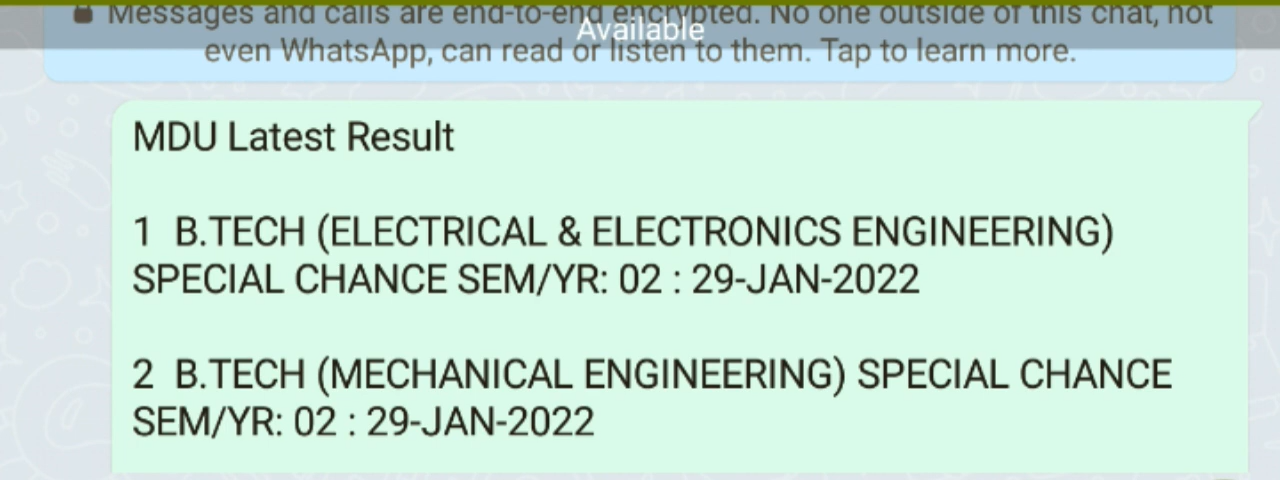 Messages and calls are end-to-end encrypted. No one outside of this chat, not
Available
even WhatsApp, can read or listen to them. Tap to learn more.
MDU Latest Result
1 B.TECH (ELECTRICAL & ELECTRONICS ENGINEERING)
SPECIAL CHANCE SEM/YR: 02 : 29-JAN-2022
2 B.TECH (MECHANICAL ENGINEERING) SPECIAL CHANCE
SEM/YR: 02 : 29-JAN-2022